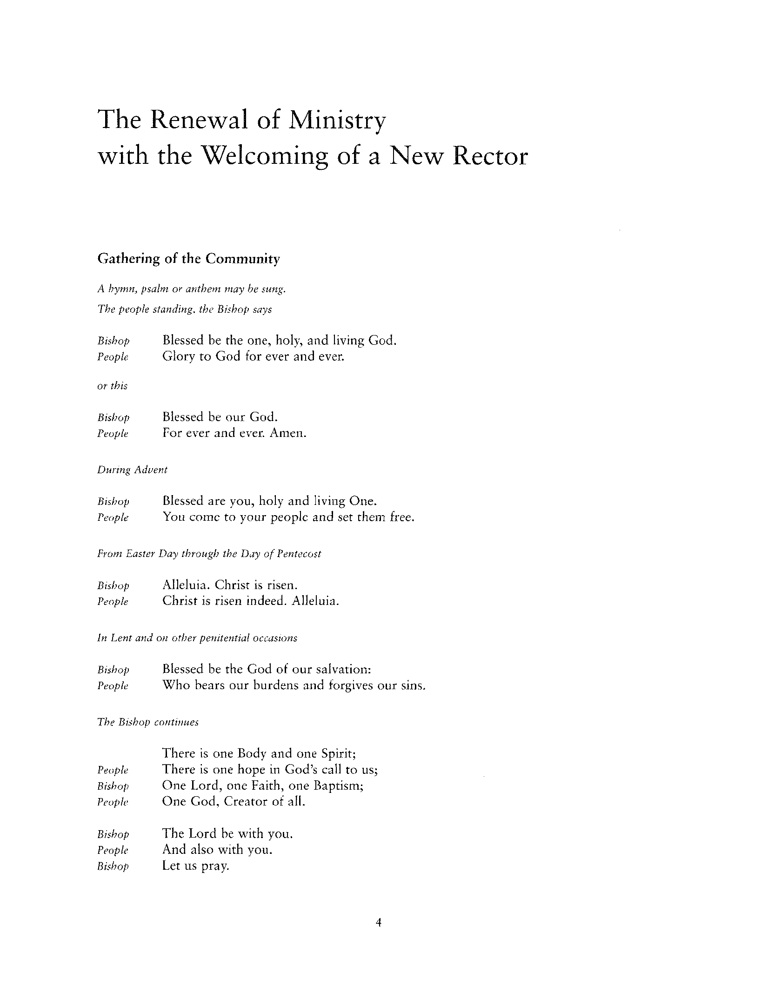 The Renewal of Ministry
with the Welcoming of a New Rector
Gathering of the Community
A hymn, psalm or anthem may be sung.
The people standing, the Bishop says
Bishop Blessed be the one, holy, and living God.
People Glory to God for ever and ever.
or this
Bishop Blessed be our God.
People For ever and ever. Amen.
During Advent
Bishop Blessed are you, holy and living One.
People You come to your people and set them free.
From Easter Day through the Day of Pentecost
Bishop Alleluia. Christ is risen.
People Christ is risen indeed. Alleluia.
In Lent and on other penitential occasions
Bishop Blessed be the God of our salvation:
People Who bears our burdens and forgives our sins.
The Bishop continues
There is one Body and one Spirit;
People There is one hope in God's call to us;
Bishop One Lord, one Faith, one Baptism;
People One God, Creator of all.
Bishop The Lord be with you.
People And also with you.
Bishop Let us pray.
4